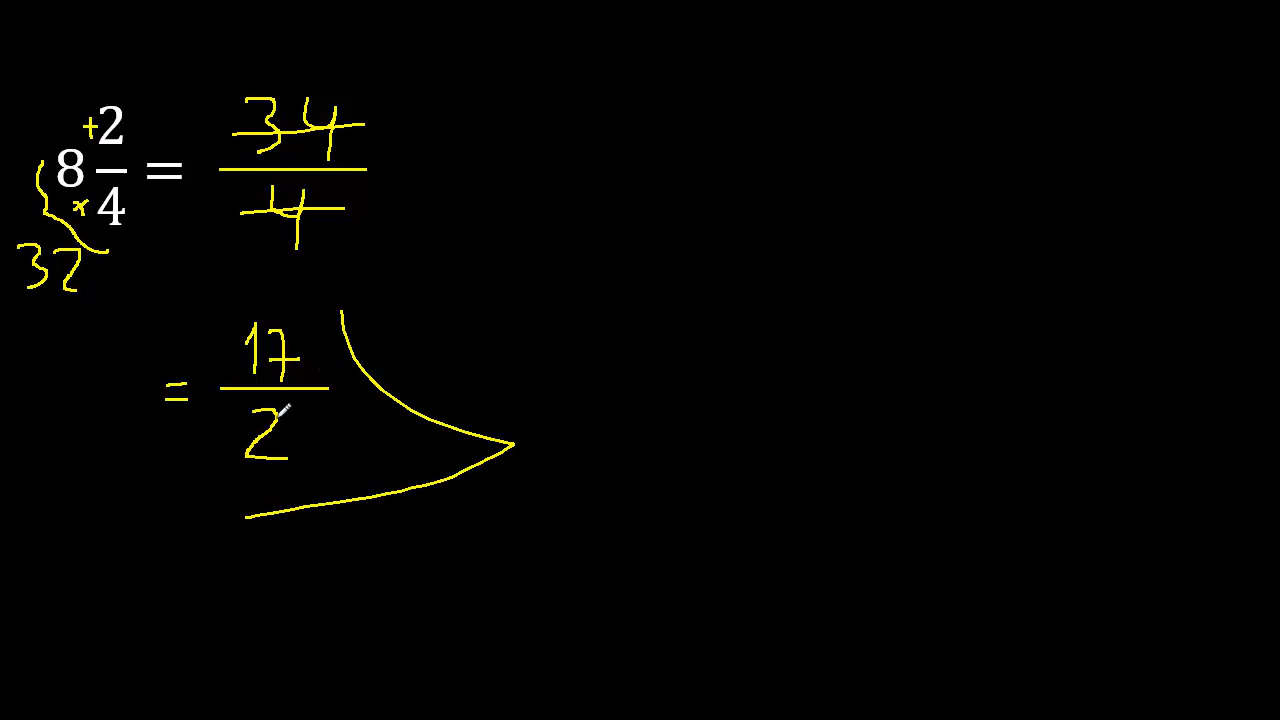 8 + 2/4 = 34/4
×
32
= 17/2